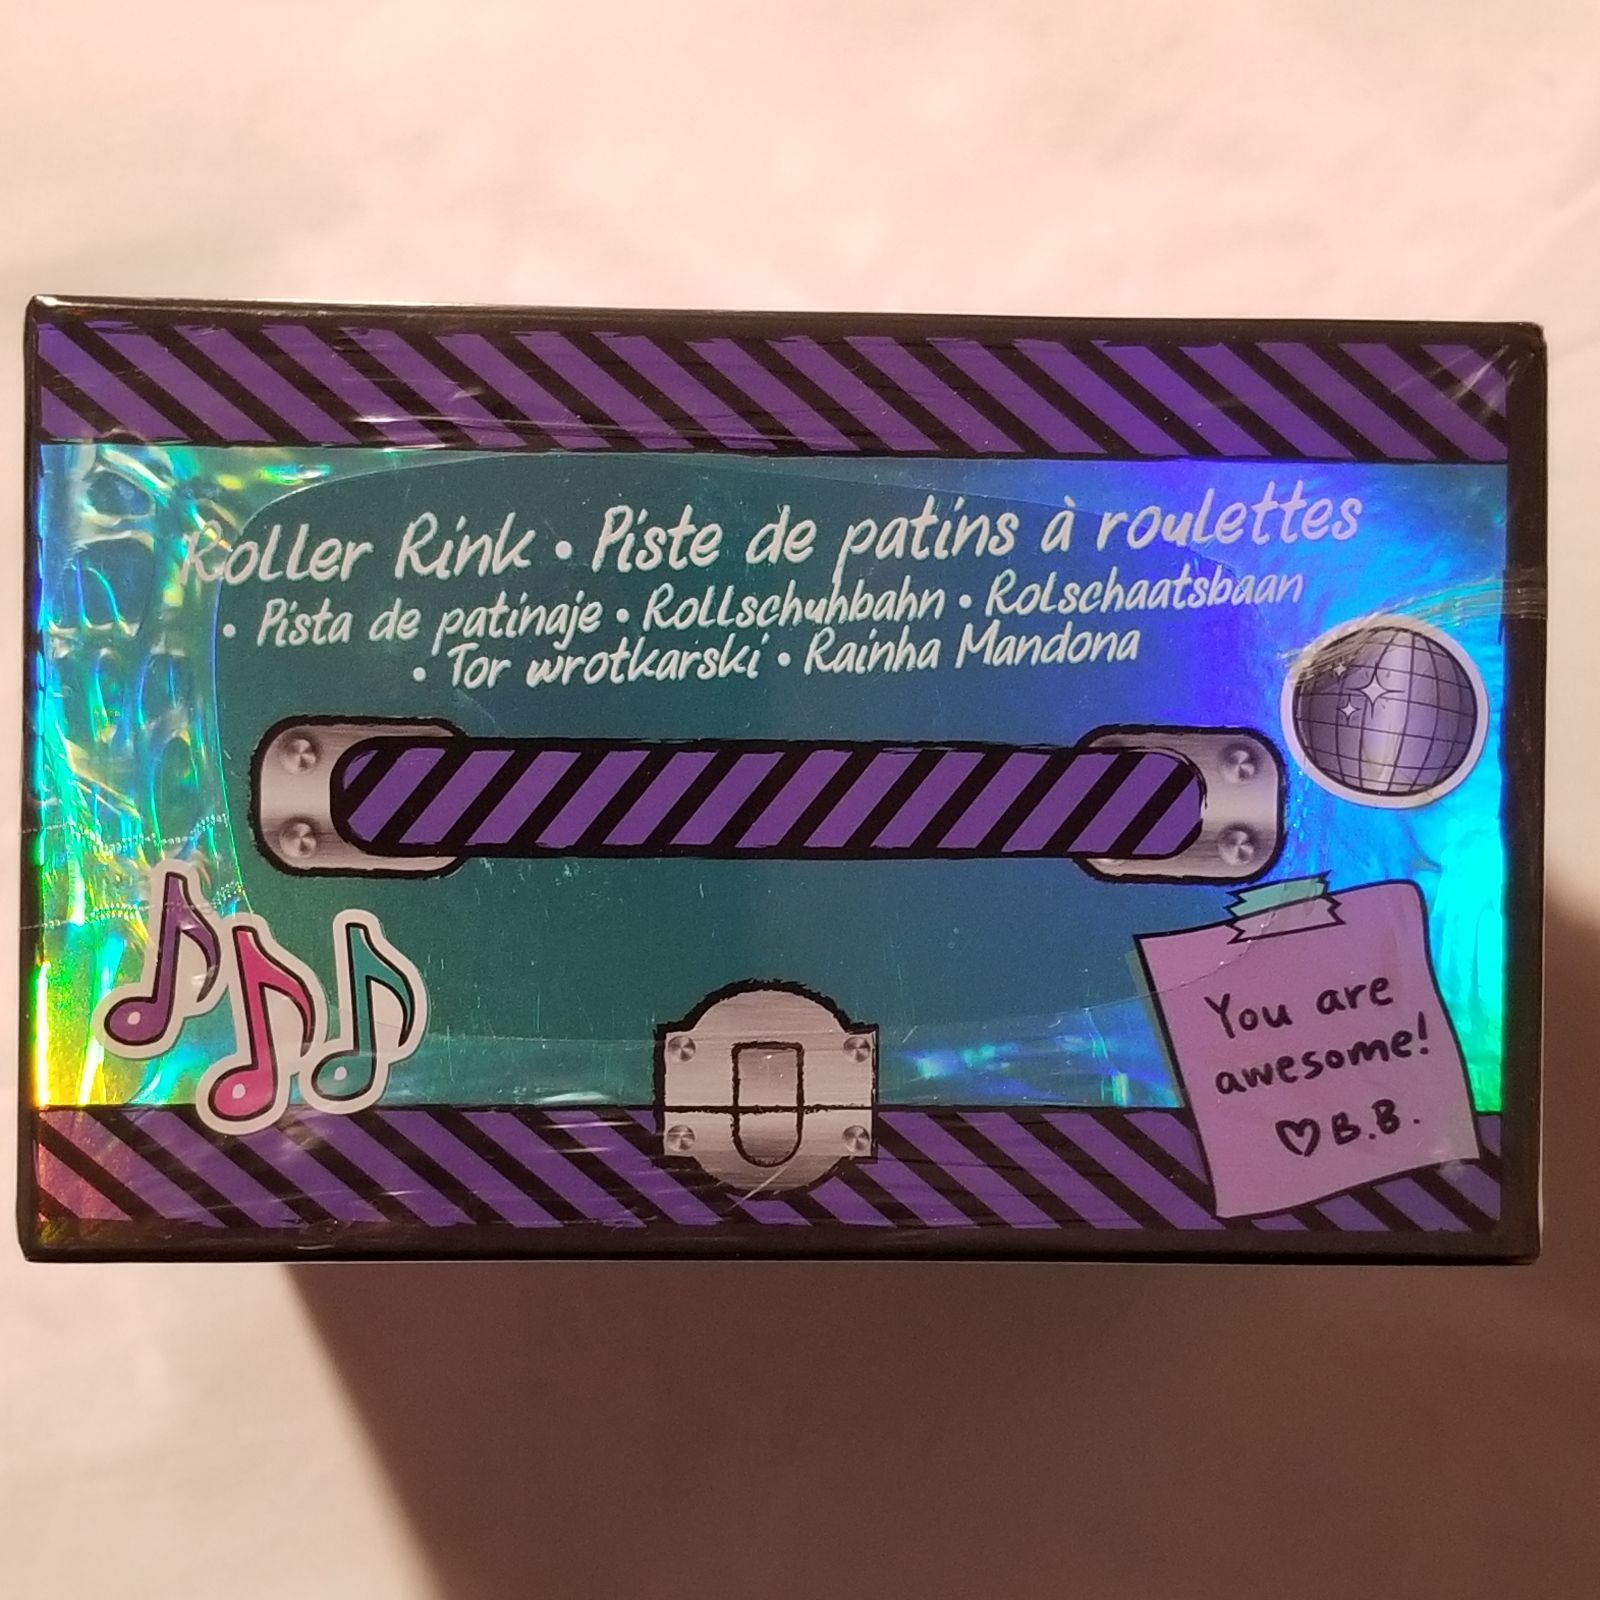 Roller Rink • Piste de patins à roulettes
• Pista de patinaje • Rollschuhbahn • Rolschaatsbaan
• Tor wrotkarski • Rainha Mandona
You are
awesome!
♡ B.B.